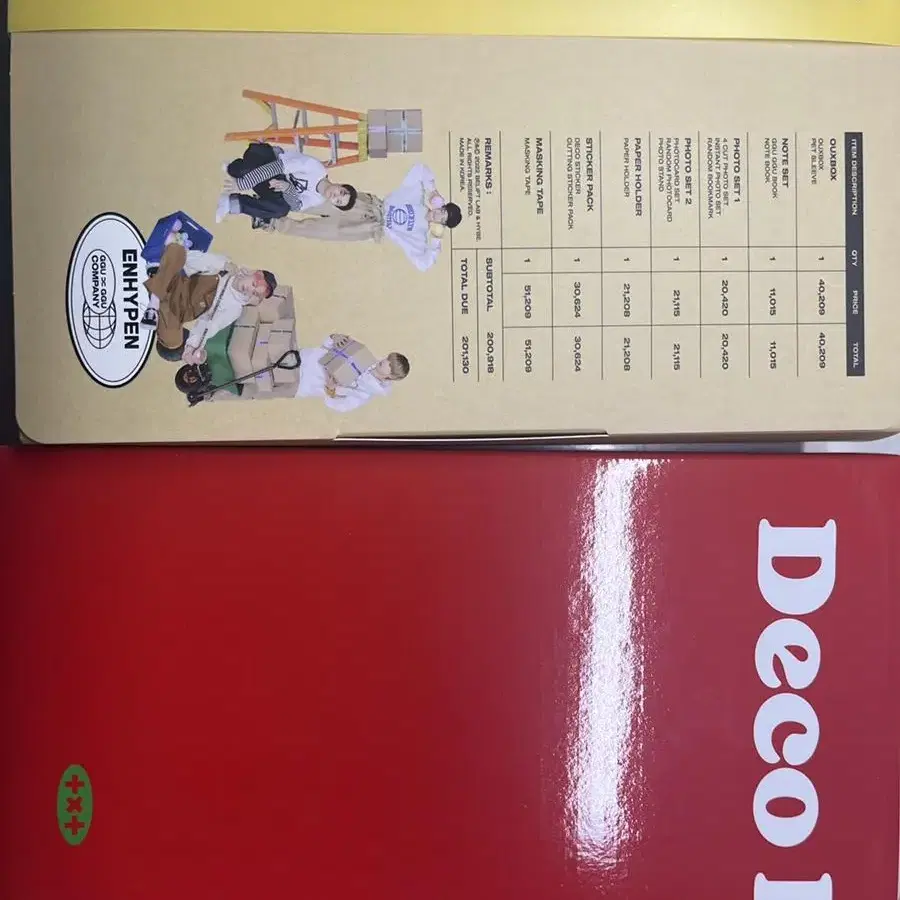 ITEM DESCRIPTION QTY PRICE TOTAL
OUXBOX 1 40,209 40,209
OUXBOX
PET SLEEVE
NOTE SET 1 11,015 11,015
GGU GGU BOOK
NOTE BOOK
PHOTO SET 1 1 20,420 20,420
4 CUT PHOTO SET
INSTANT PHOTO SET
RANDOM BOOKMARK
PHOTO SET 2 1 21,115 21,115
PHOTOCARD SET
RANDOM PHOTOCARD
PHOTO STAND
PAPER HOLDER 1 21,208 21,208
PAPER HOLDER
STICKER PACK 1 30,624 30,624
DECO STICKER
CUTTING STICKER PACK
MASKING TAPE 1 51,209 51,209
MASKING TAPE
REMARKS : SUBTOTAL 200,918
℗&© 2022 BELIFT LAB & HYBE.
ALL RIGHTS RESERVED.
MADE IN KOREA. TOTAL DUE 201,130
ENHYPEN
GGU GGU
COMPANY
Deco
+x+